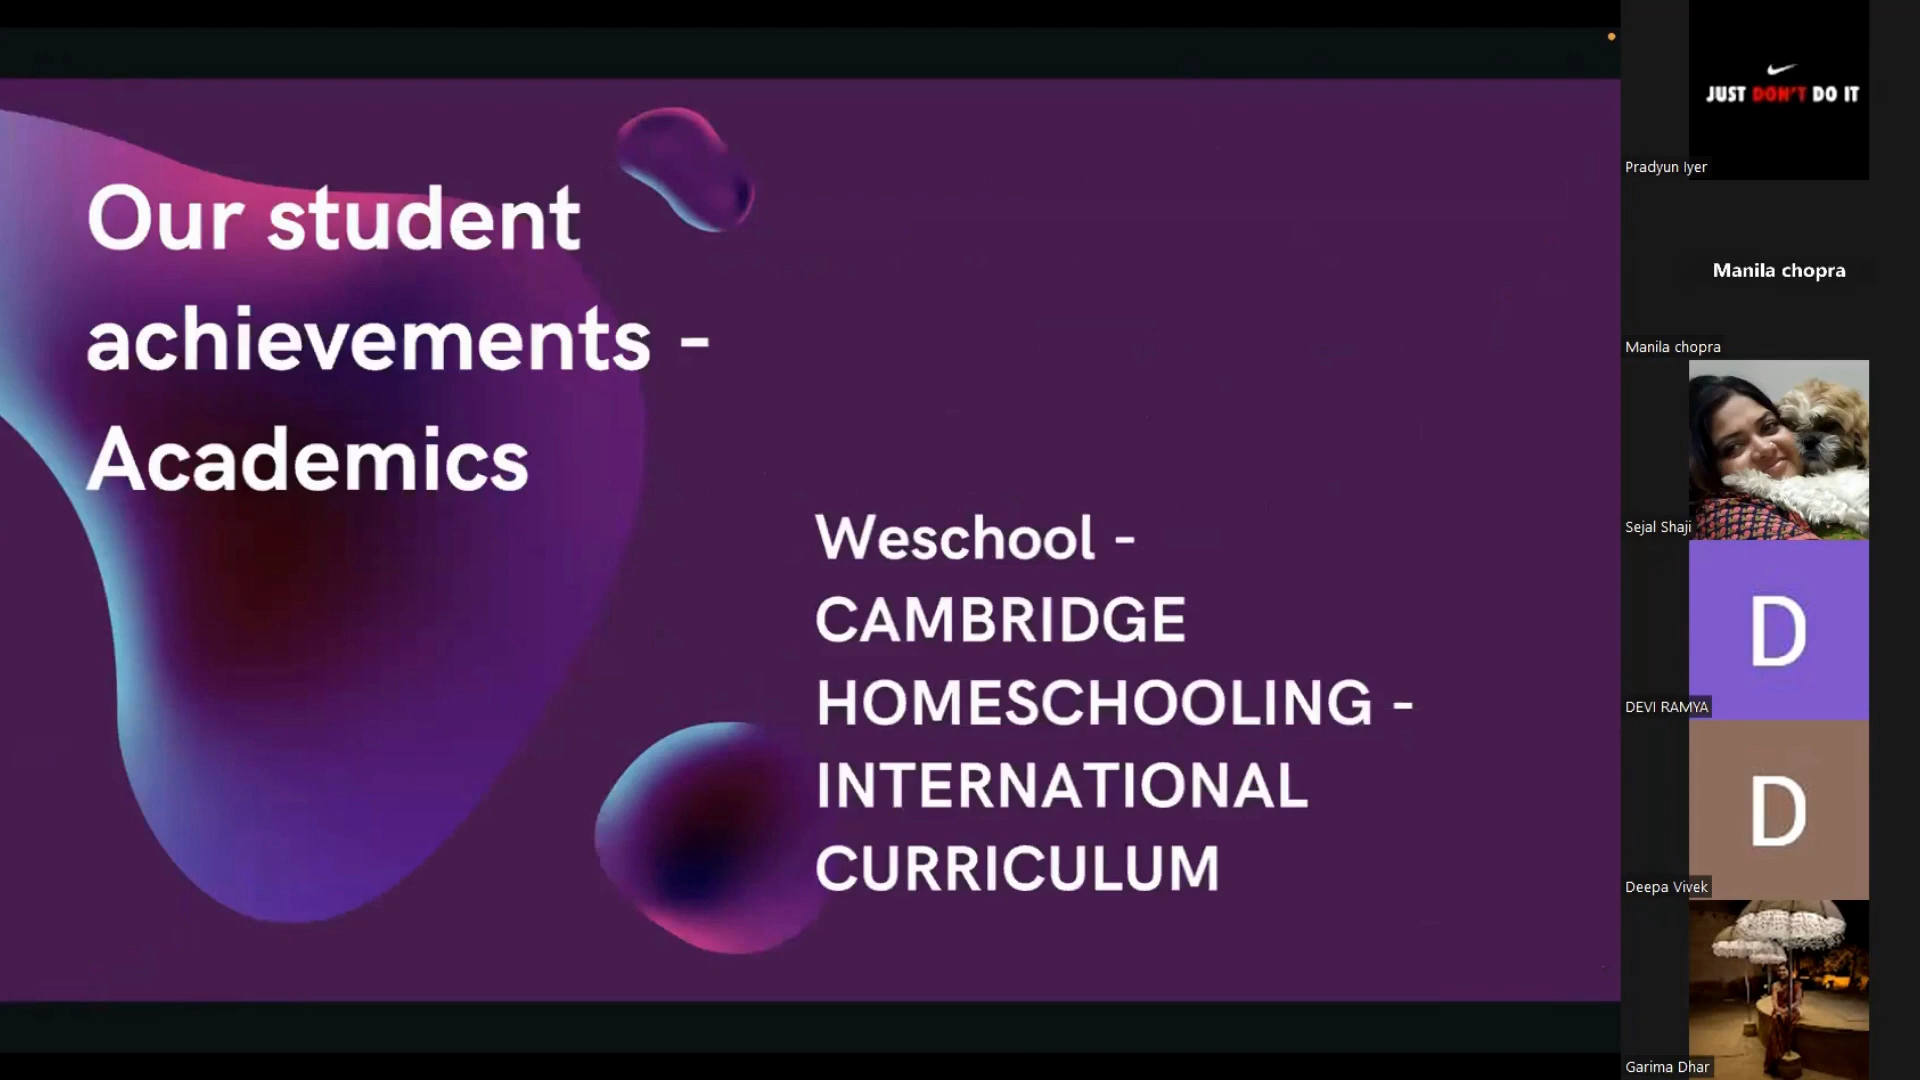 Our student
achievements -
Academics
Weschool -
CAMBRIDGE
HOMESCHOOLING -
INTERNATIONAL
CURRICULUM
JUST DON'T DO IT
Pradyun Iyer
Manila chopra
Manila chopra
Sejal Shaji
D
DEVI RAMYA
D
Deepa Vivek
Garima Dhar